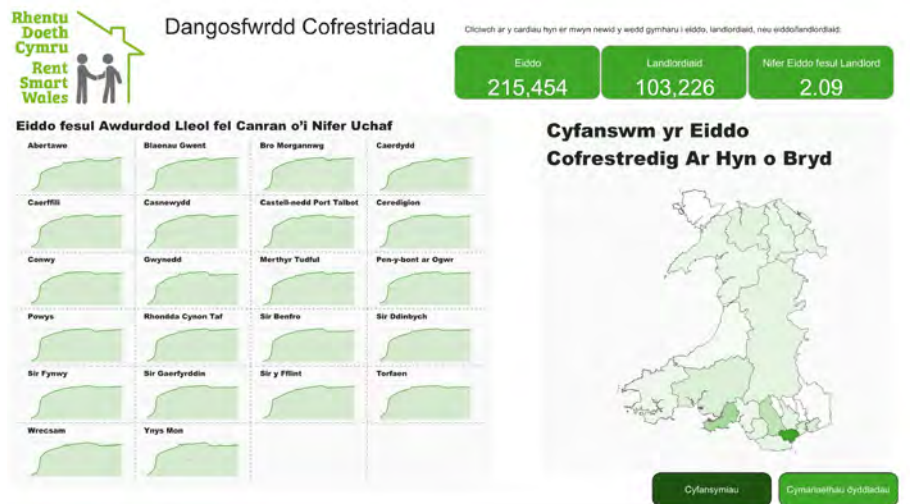 Rhentu
Doeth
Cymru
Rent
Smart
Wales
Dangosfwrdd Cofrestriadau
Cliciwch ar y cardiau hyn er mwyn newid y wedd gymharu i eiddo, landlordiaid, neu eiddo/landlordiaid:
Eiddo
215,454
Landlordiaid
103,226
Nifer Eiddo fesul Landlord
2.09
Eiddo fesul Awdurdod Lleol fel Canran o'i Nifer Uchaf
Abertawe
Blaenau Gwent
Bro Morgannwg
Caerdydd
Caerffili
Casnewydd
Castell-nedd Port Talbot
Ceredigion
Conwy
Gwynedd
Merthyr Tudful
Pen-y-bont ar Ogwr
Powys
Rhondda Cynon Taf
Sir Benfro
Sir Ddinbych
Sir Fynwy
Sir Gaerfyrddin
Sir y Fflint
Torfaen
Wrecsam
Ynys Mon
Cyfanswm yr Eiddo
Cofrestredig Ar Hyn o Bryd
Cyfansymiau
Cymariaethau dyddiadau